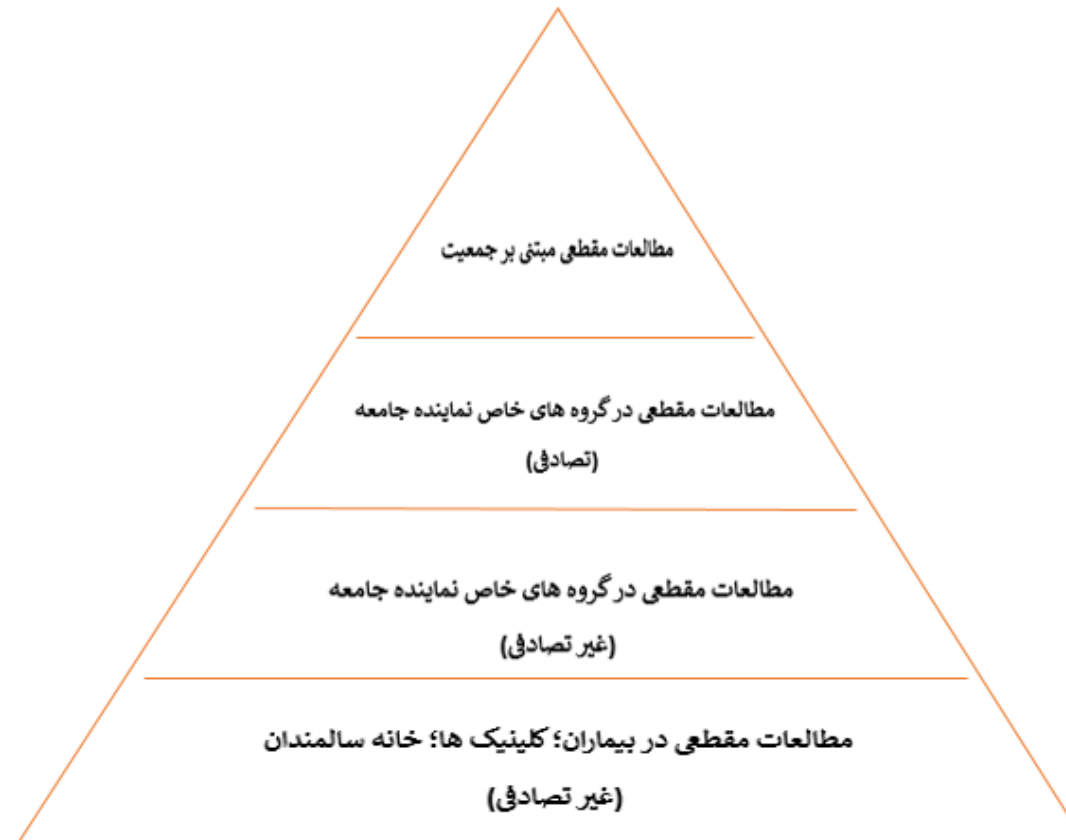 مطالعات مقطعی مبتنی بر جمعیت
مطالعات مقطعی در گروه های خاص نماینده جامعه
(تصادفی)
مطالعات مقطعی در گروه های خاص نماینده جامعه
(غیر تصادفی)
مطالعات مقطعی در بیماران؛ کلینیک ها؛ خانه سالمندان
(غیر تصادفی)